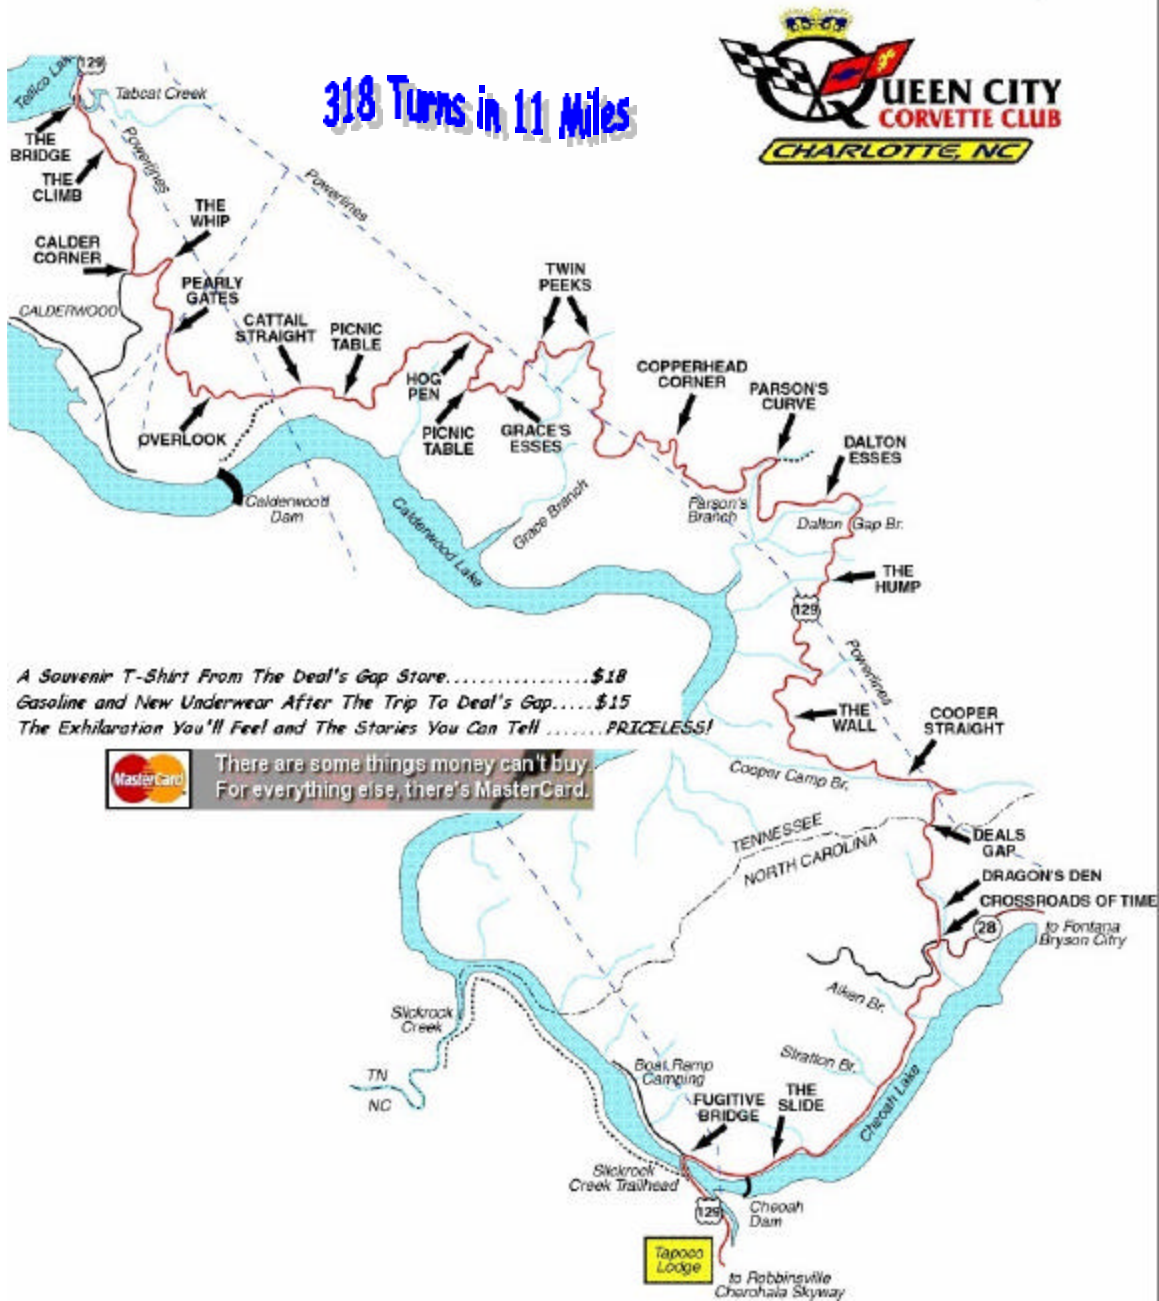 318 Turns in 11 Miles
QUEEN CITY
CORVETTE CLUB
CHARLOTTE, NC
129
Tellico Lake
Tabcat Creek
THE
BRIDGE
Powerlines
THE
CLIMB
Powerlines
THE
WHIP
CALDER
CORNER
PEARLY
GATES
TWIN
PEEKS
CALDERWOOD
CATTAIL
STRAIGHT
PICNIC
TABLE
HOG
PEN
COPPERHEAD
CORNER
PARSON'S
CURVE
OVERLOOK
PICNIC
TABLE
GRACE'S
ESSES
DALTON
ESSES
Calderwood
Dam
Calderwood Lake
Grace Branch
Parson's
Branch
Dalton Gap Br.
THE
HUMP
129
Powerlines
A Souvenir T-Shirt From The Deal's Gap Store.................$18
Gasoline and New Underwear After The Trip To Deal's Gap.....$15
The Exhilaration You'll Feel and The Stories You Can Tell .......PRICELESS!
THE
WALL
COOPER
STRAIGHT
MasterCard
There are some things money can't buy.
For everything else, there's MasterCard.
Cooper Camp Br.
TENNESSEE
NORTH CAROLINA
DEALS
GAP
DRAGON'S DEN
CROSSROADS OF TIME
28
to Fontana
Bryson Citry
Aiken Br.
Slickrock
Creek
TN
NC
Stratton Br.
Boat Ramp
Camping
Cheoah Lake
FUGITIVE
BRIDGE
THE
SLIDE
Slickrock
Creek Trailhead
129
Cheoah
Dam
Tapoco
Lodge
to Robbinsville
Cherohala Skyway